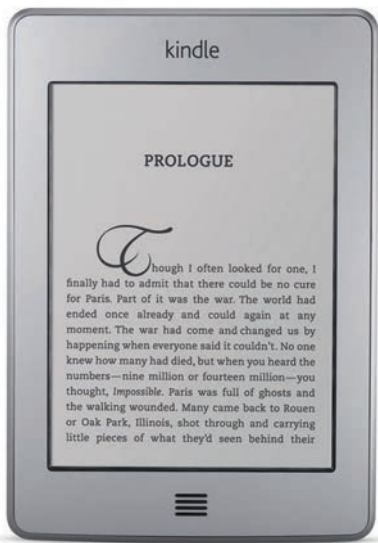 kindle
PROLOGUE
Though I often looked for one, I
finally had to admit that there could be no cure
for Paris. Part of it was the war. The world had
ended once already and could again at any
moment. The war had come and changed us by
happening when everyone said it couldn't. No one
knew how many had died, but when you heard the
numbers—nine million or fourteen million—you
thought, Impossible. Paris was full of ghosts and
the walking wounded. Many came back to Rouen
or Oak Park, Illinois, shot through and carrying
little pieces of what they'd seen behind their